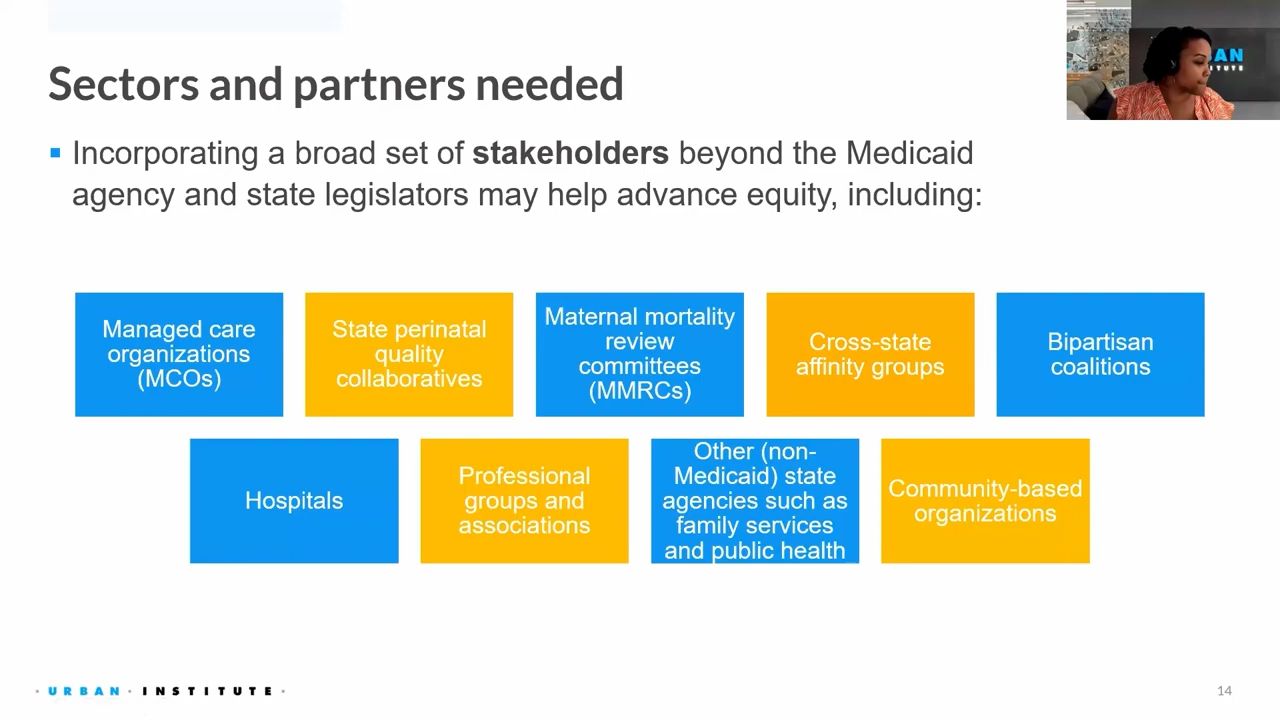 Sectors and partners needed
Incorporating a broad set of stakeholders beyond the Medicaid
agency and state legislators may help advance equity, including:
Managed care
organizations
(MCOs)
State perinatal
quality
collaboratives
Maternal mortality
review
committees
(MMRCs)
Cross-state
affinity groups
Bipartisan
coalitions
Hospitals
Professional
groups and
associations
Other (non-
Medicaid) state
agencies such as
family services
and public health
Community-based
organizations
URBAN · INSTITUTE
14